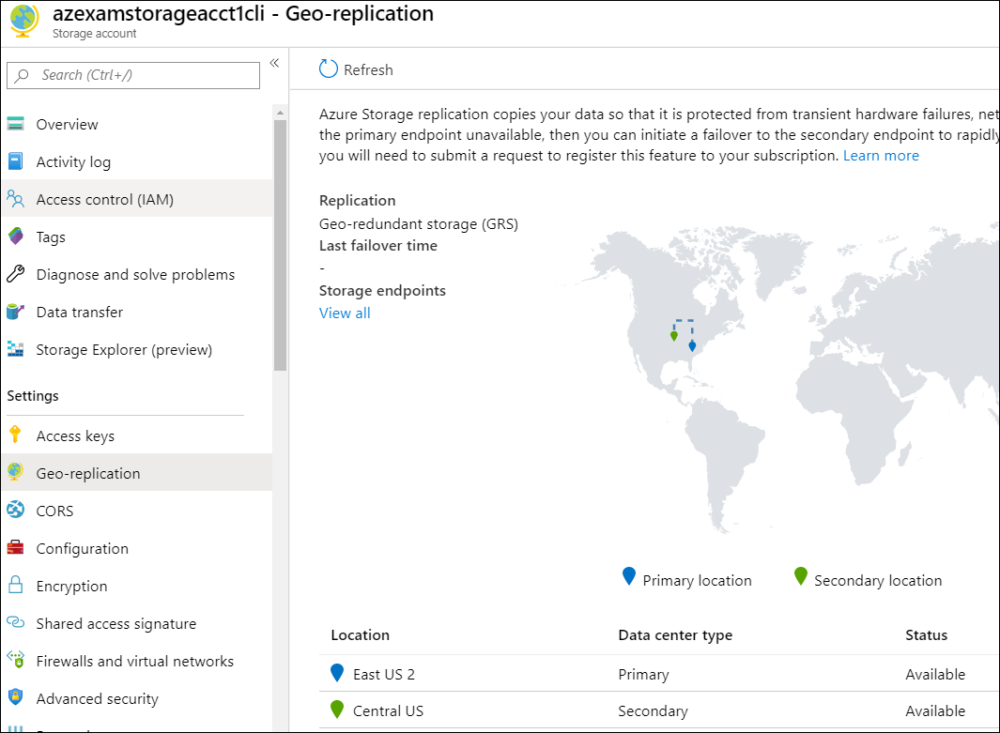 azexamstorageacct1cli - Geo-replication
Storage account
Search (Ctrl+/)
Overview
Activity log
Access control (IAM)
Tags
Diagnose and solve problems
Data transfer
Storage Explorer (preview)
Settings
Access keys
Geo-replication
CORS
Configuration
Encryption
Shared access signature
Firewalls and virtual networks
Advanced security
Refresh
Azure Storage replication copies your data so that it is protected from transient hardware failures, net
the primary endpoint unavailable, then you can initiate a failover to the secondary endpoint to rapidly
you will need to submit a request to register this feature to your subscription. Learn more
Replication
Geo-redundant storage (GRS)
Last failover time
-
Storage endpoints
View all
Primary location
Secondary location
Location Data center type Status
East US 2 Primary Available
Central US Secondary Available